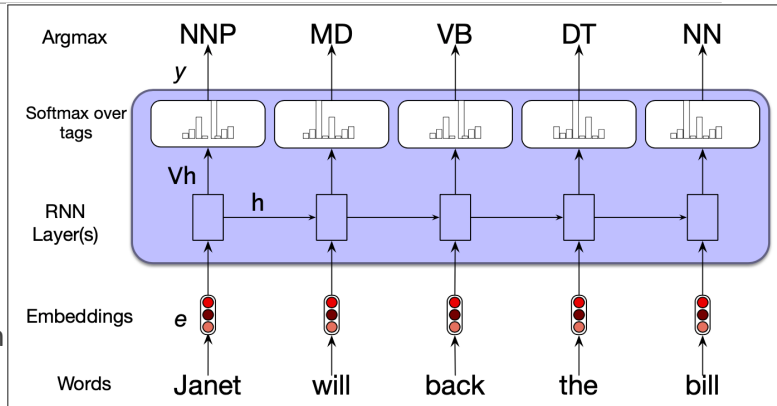 Argmax NNP MD VB DT NN
y
Softmax over
tags
Vh
RNN
Layer(s)
h
Embeddings e
n
Words Janet will back the bill